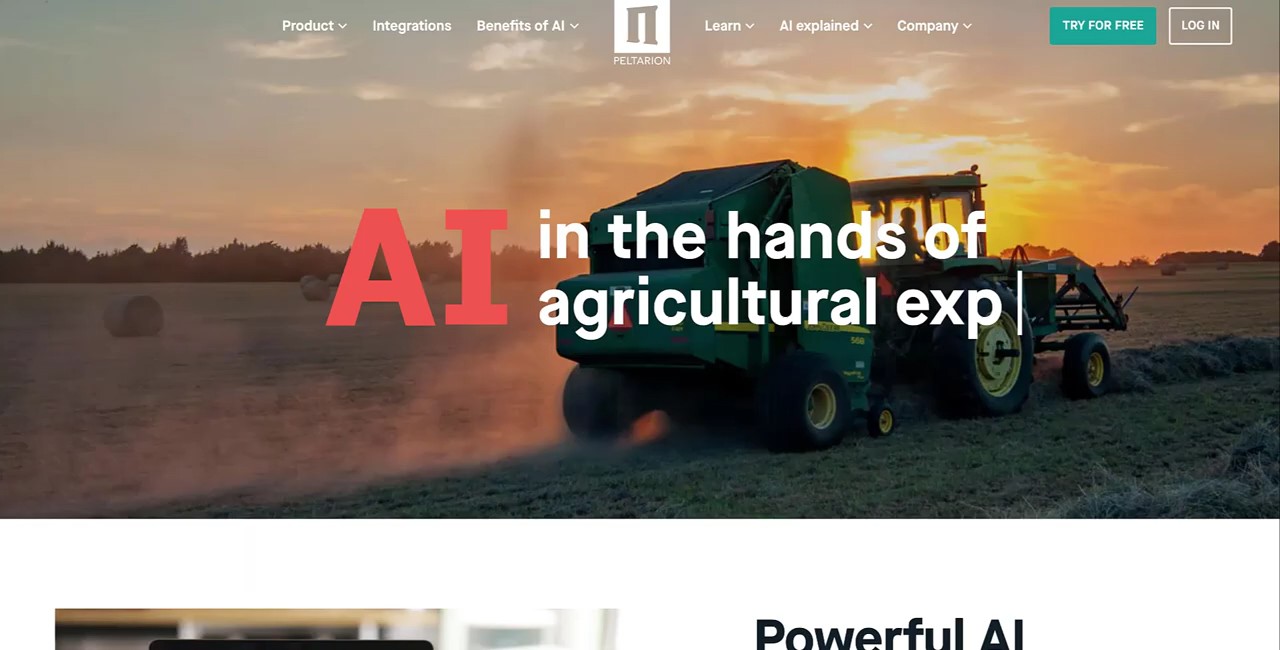 Product
Integrations
Benefits of AI
PELTARION
Learn
AI explained
Company
TRY FOR FREE
LOG IN
AI in the hands of
agricultural exp
Powerful AI